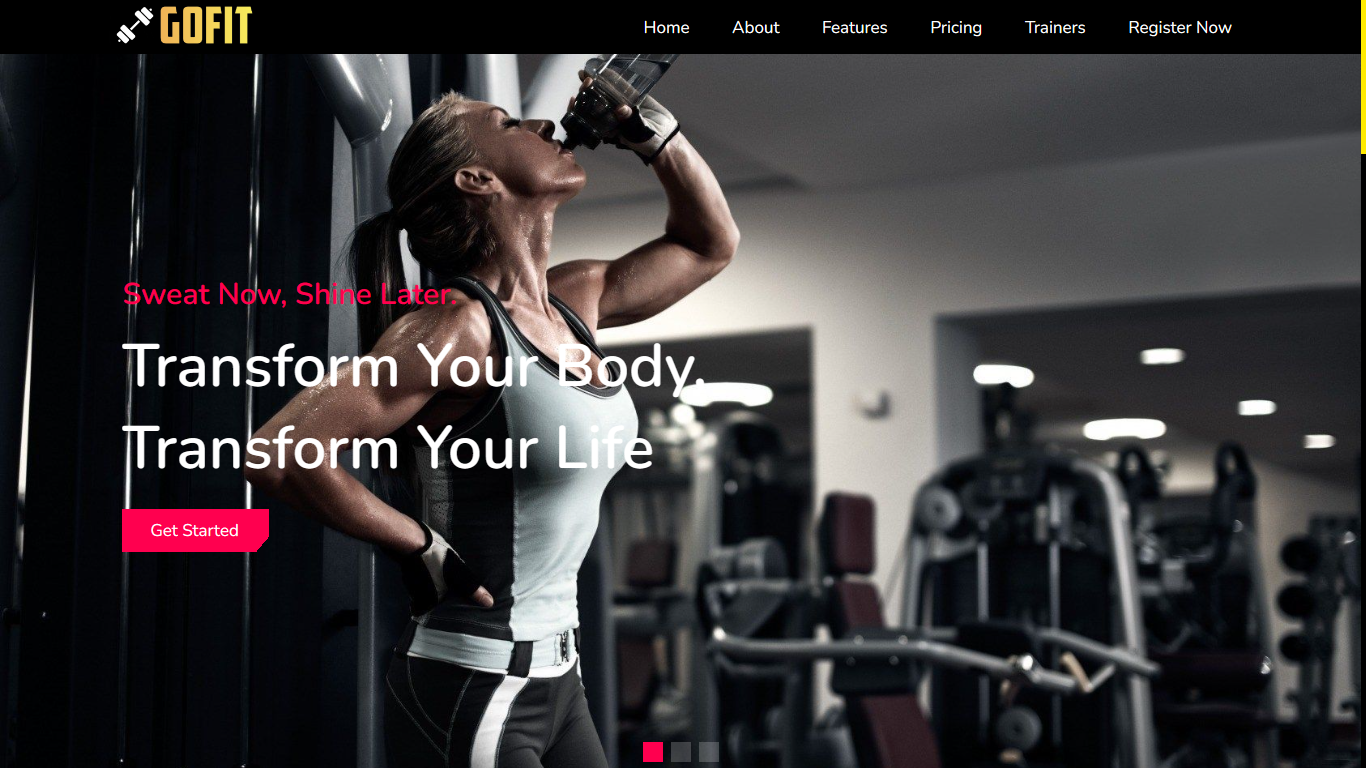 GOFIT
Home About Features Pricing Trainers Register Now
Sweat Now, Shine Later.
Transform Your Body,
Transform Your Life
Get Started